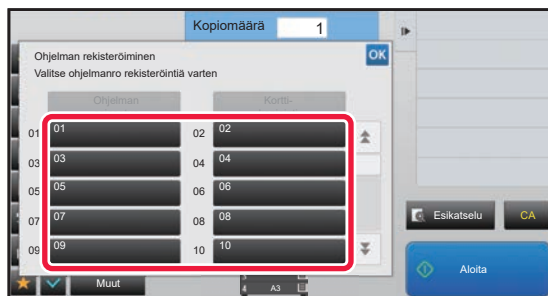 Kopiomäärä 1
Ohjelman rekisteröiminen OK
Valitse ohjelmanro rekisteröintiä varten
Ohjelman Kortti-
01 01 02 02
03 03 04 04
05 05 06 06
07 07 08 08
09 09 10 10
Esikatselu CA
Muut
4 A3
Aloita